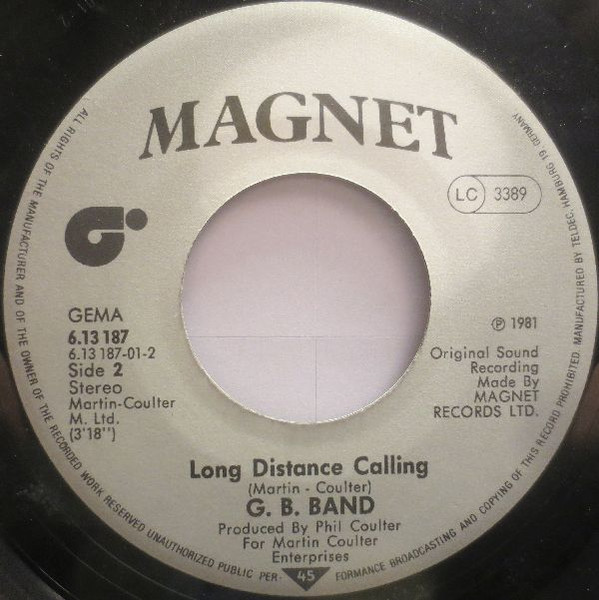 MAGNET
LC 3389
GEMA
6.13 187
6.13 187-01-2
Side 2
Stereo
Martin-Coulter
M. Ltd.
(3'18'')
℗ 1981
Original Sound
Recording
Made By
MAGNET
RECORDS LTD.
Long Distance Calling
(Martin - Coulter)
G. B. BAND
Produced By Phil Coulter
For Martin Coulter
Enterprises
45
ALL RIGHTS OF THE MANUFACTURER AND OF THE OWNER OF THE RECORDED WORK RESERVED UNAUTHORIZED PUBLIC PER- FORMANCE BROADCASTING AND COPYING OF THIS RECORD PROHIBITED. MANUFACTURED BY TELDEC, HAMBURG 19, GERMANY